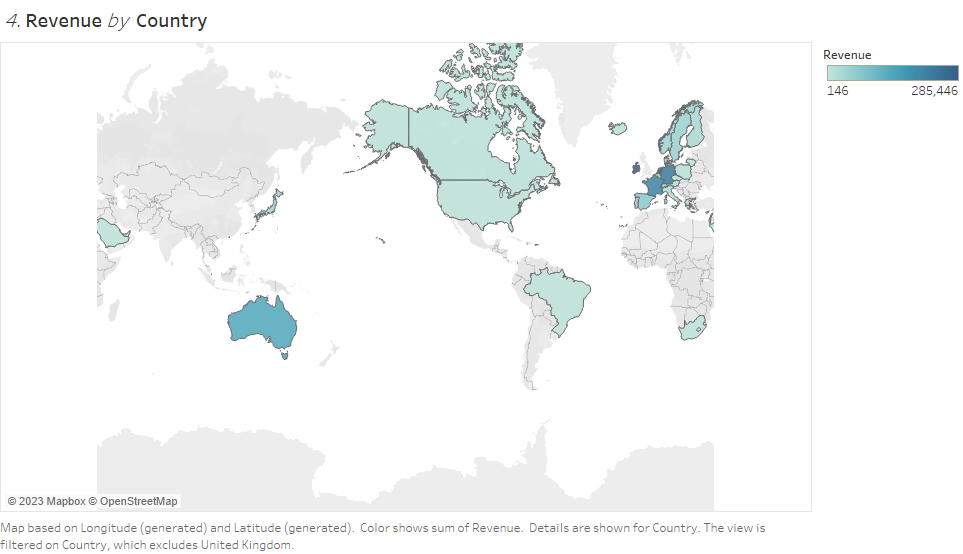 4. Revenue by Country
Revenue
146 285,446
© 2023 Mapbox © OpenStreetMap
Map based on Longitude (generated) and Latitude (generated). Color shows sum of Revenue. Details are shown for Country. The view is
filtered on Country, which excludes United Kingdom.